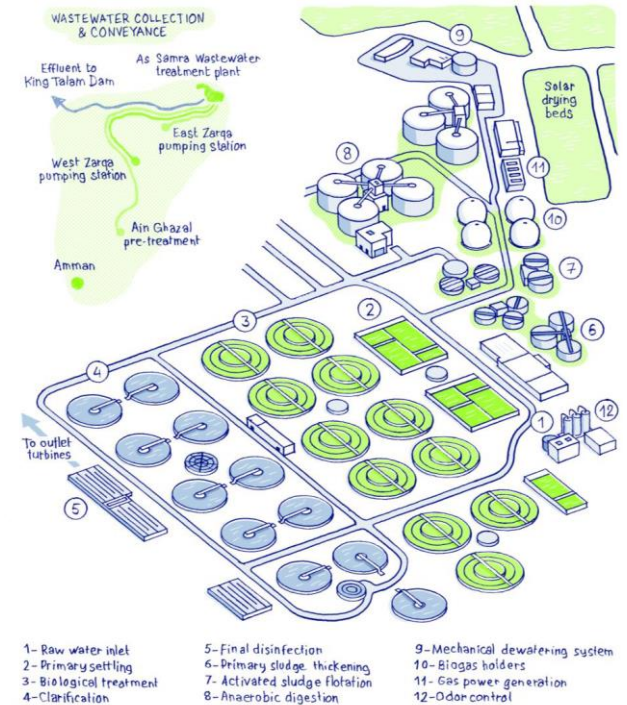 WASTEWATER COLLECTION
& CONVEYANCE
As Samra Wastewater
treatment plant
Effluent to
King Talam Dam
East Zarqa
pumping station
West Zarqa
pumping station
Ain Ghazal
pre-treatment
Amman
Solar
drying
beds
9
8
11
10
7
6
2
3
4
1
12
To outlet
turbines
5
1- Raw water inlet
2- Primary settling
3- Biological treatment
4-Clarification
5-Final disinfection
6-Primary sludge thickening
7- Activated sludge flotation
8-Anaerobic digestion
9-Mechanical dewatering system
10-Biogas holders
11- Gas power generation
12-Odor control